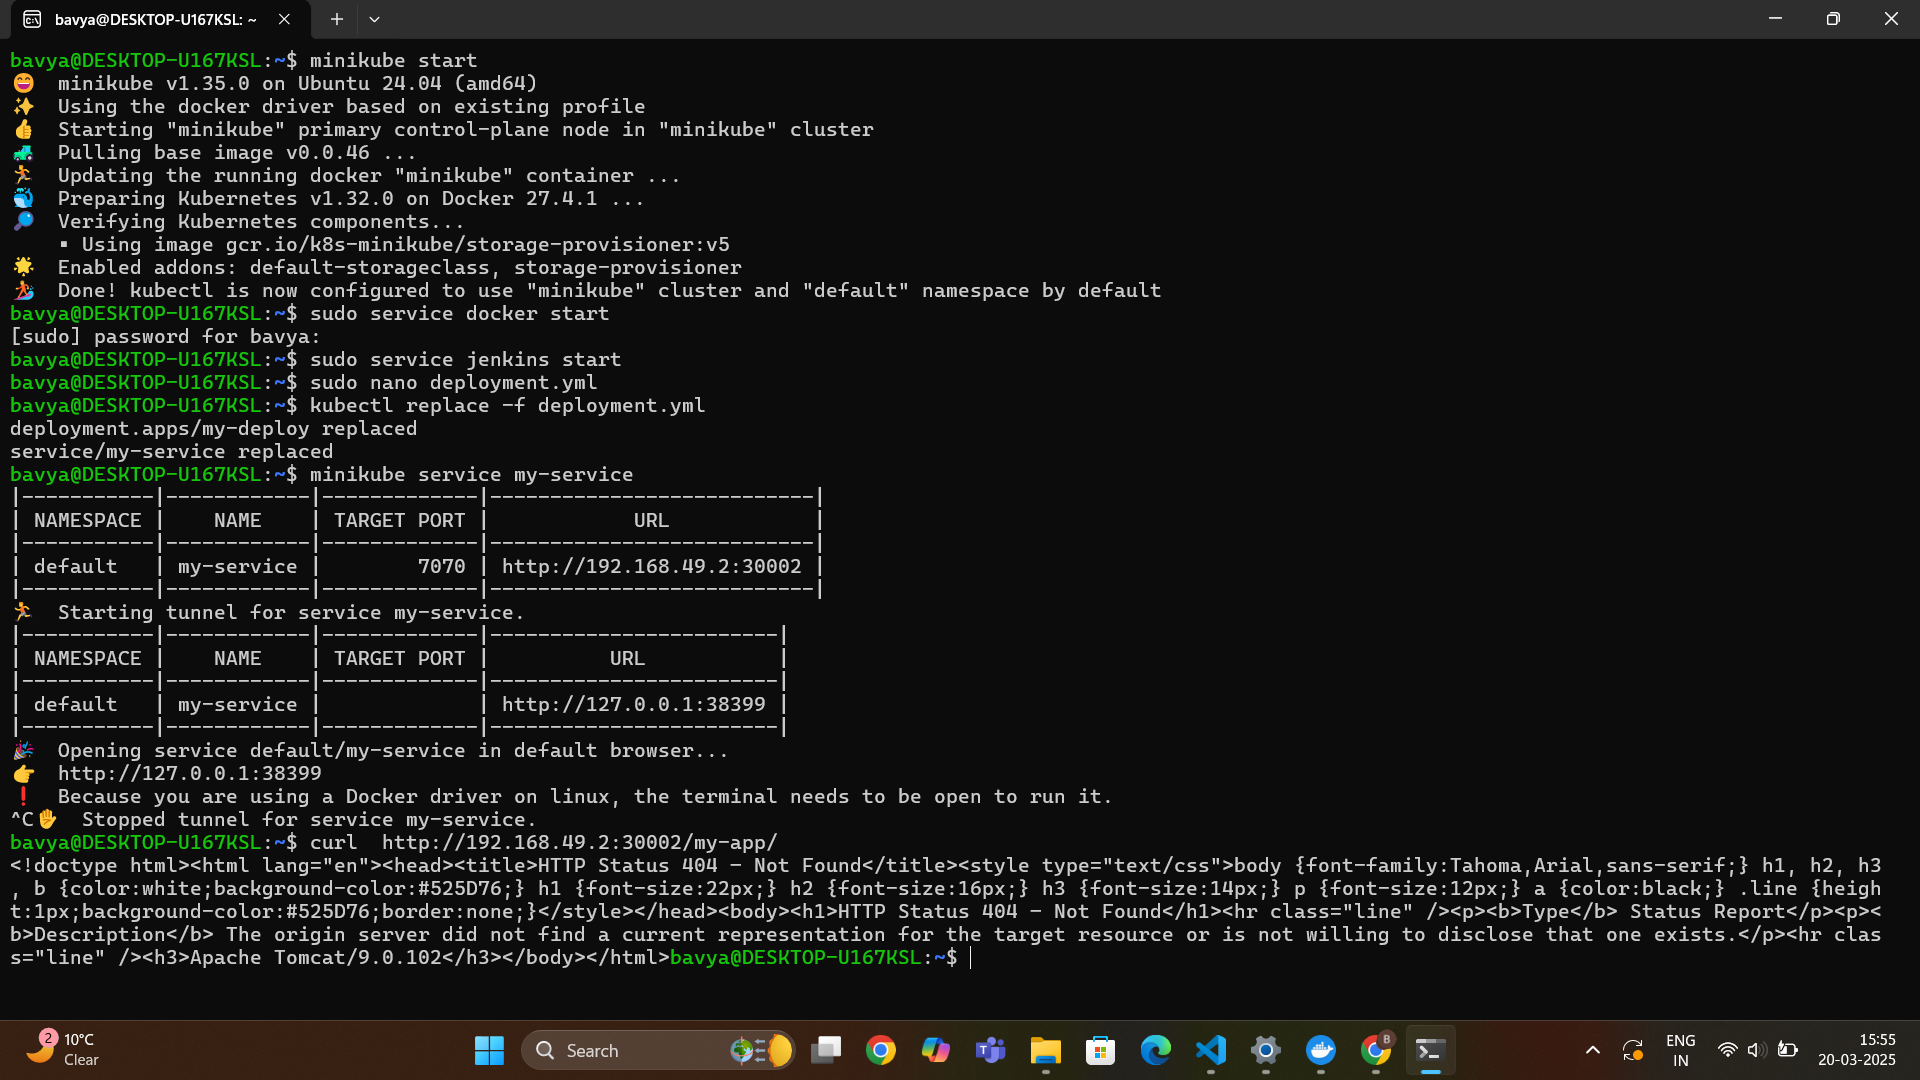 bavya@DESKTOP-U167KSL: ~
bavya@DESKTOP-U167KSL:~$ minikube start
😄  minikube v1.35.0 on Ubuntu 24.04 (amd64)
✨  Using the docker driver based on existing profile
👍  Starting "minikube" primary control-plane node in "minikube" cluster
🚜  Pulling base image v0.0.46 ...
🏃  Updating the running docker "minikube" container ...
🐳  Preparing Kubernetes v1.32.0 on Docker 27.4.1 ...
🔎  Verifying Kubernetes components...
    ▪ Using image gcr.io/k8s-minikube/storage-provisioner:v5
🌟  Enabled addons: default-storageclass, storage-provisioner
🏄  Done! kubectl is now configured to use "minikube" cluster and "default" namespace by default
bavya@DESKTOP-U167KSL:~$ sudo service docker start
[sudo] password for bavya:
bavya@DESKTOP-U167KSL:~$ sudo service jenkins start
bavya@DESKTOP-U167KSL:~$ sudo nano deployment.yml
bavya@DESKTOP-U167KSL:~$ kubectl replace -f deployment.yml
deployment.apps/my-deploy replaced
service/my-service replaced
bavya@DESKTOP-U167KSL:~$ minikube service my-service
|-----------|------------|-------------|---------------------------|
| NAMESPACE |    NAME    | TARGET PORT |            URL            |
|-----------|------------|-------------|---------------------------|
| default   | my-service |        7070 | http://192.168.49.2:30002 |
|-----------|------------|-------------|---------------------------|
🏃  Starting tunnel for service my-service.
|-----------|------------|-------------|------------------------|
| NAMESPACE |    NAME    | TARGET PORT |          URL           |
|-----------|------------|-------------|------------------------|
| default   | my-service |             | http://127.0.0.1:38399 |
|-----------|------------|-------------|------------------------|
🎉  Opening service default/my-service in default browser...
👉  http://127.0.0.1:38399
❗  Because you are using a Docker driver on linux, the terminal needs to be open to run it.
^C✋  Stopped tunnel for service my-service.
bavya@DESKTOP-U167KSL:~$ curl  http://192.168.49.2:30002/my-app/
<!doctype html><html lang="en"><head><title>HTTP Status 404 – Not Found</title><style type="text/css">body {font-family:Tahoma,Arial,sans-serif;} h1, h2, h3
, b {color:white;background-color:#525D76;} h1 {font-size:22px;} h2 {font-size:16px;} h3 {font-size:14px;} p {font-size:12px;} a {color:black;} .line {heigh
t:1px;background-color:#525D76;border:none;}</style></head><body><h1>HTTP Status 404 – Not Found</h1><hr class="line" /><p><b>Type</b> Status Report</p><p><
b>Description</b> The origin server did not find a current representation for the target resource or is not willing to disclose that one exists.</p><hr clas
s="line" /><h3>Apache Tomcat/9.0.102</h3></body></html>bavya@DESKTOP-U167KSL:~$
2
10°C
Clear
Search
B
ENG
IN
15:55
20-03-2025